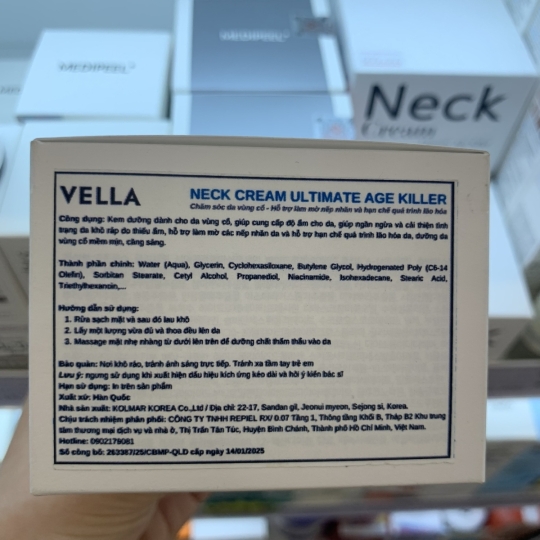 MEDIPEEL
MEDIPEEL
Neck
Cream
VELLA
NECK CREAM ULTIMATE AGE KILLER
Chăm sóc da vùng cổ - Hỗ trợ làm mờ nếp nhăn và hạn chế quá trình lão hóa
Công dụng: Kem dưỡng dành cho da vùng cổ, giúp cung cấp độ ẩm cho da, giúp ngăn ngừa và cải thiện tình
trạng da khô ráp do thiếu ẩm, hỗ trợ làm mờ các nếp nhăn da và hỗ trợ hạn chế quá trình lão hóa da, dưỡng da
vùng cổ mềm mịn, căng sáng.
Thành phần chính: Water (Aqua), Glycerin, Cyclohexasiloxane, Butylene Glycol, Hydrogenated Poly (C6-14
Olefin), Sorbitan Stearate, Cetyl Alcohol, Propanediol, Niacinamide, Isohexadecane, Stearic Acid,
Triethylhexanoin,...
Hướng dẫn sử dụng:
1. Rửa sạch mặt và sau đó lau khô
2. Lấy một lượng vừa đủ và thoa đều lên da
3. Massage mặt nhẹ nhàng từ dưới lên trên để dưỡng chất thẩm thấu vào da
Bảo quản: Nơi khô ráo, tránh ánh sáng trực tiếp. Tránh xa tầm tay trẻ em
Lưu ý: ngưng sử dụng khi xuất hiện dấu hiệu kích ứng kéo dài và hỏi ý kiến bác sĩ
Hạn sử dụng: In trên sản phẩm
Xuất xứ: Hàn Quốc
Nhà sản xuất: KOLMAR KOREA Co.,Ltd / Địa chỉ: 22-17, Sandan gil, Jeonui myeon, Sejong si, Korea.
Chịu trách nhiệm phân phối: CÔNG TY TNHH REPIEL RX/ 0.07 Tầng 1, Thông tầng Khối B, Tháp B2 Khu trung
tâm thương mại dịch vụ và nhà ở, Thị Trấn Tân Túc, Huyện Bình Chánh, Thành phố Hồ Chí Minh, Việt Nam.
Hotline: 0902179081
Số công bố: 263387/25/CBMP-QLD cấp ngày 14/01/2025